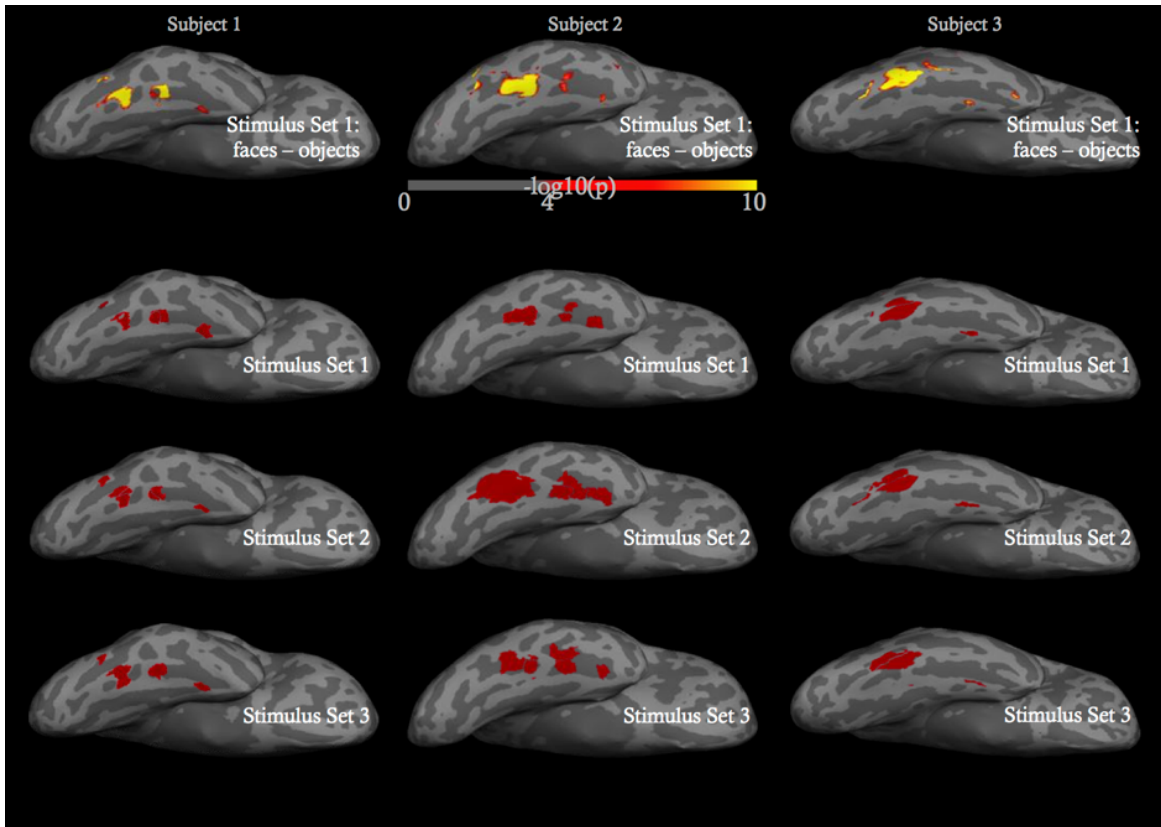 Subject 1
Subject 2
Subject 3
Stimulus Set 1:
faces – objects
Stimulus Set 1:
faces – objects
Stimulus Set 1:
faces – objects
-log10(p)
0
4
10
Stimulus Set 1
Stimulus Set 1
Stimulus Set 1
Stimulus Set 2
Stimulus Set 2
Stimulus Set 2
Stimulus Set 3
Stimulus Set 3
Stimulus Set 3